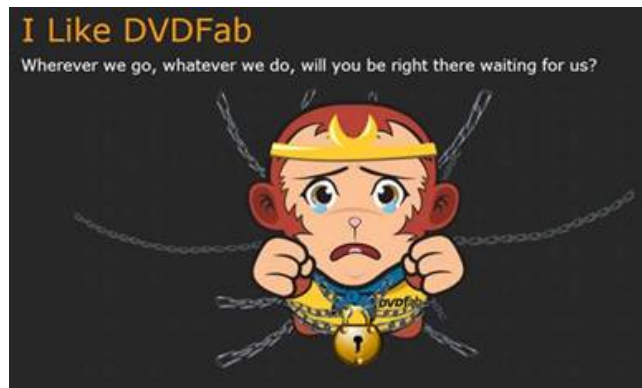 I Like DVDFab
Wherever we go, whatever we do, will you be right there waiting for us?
DVDFab